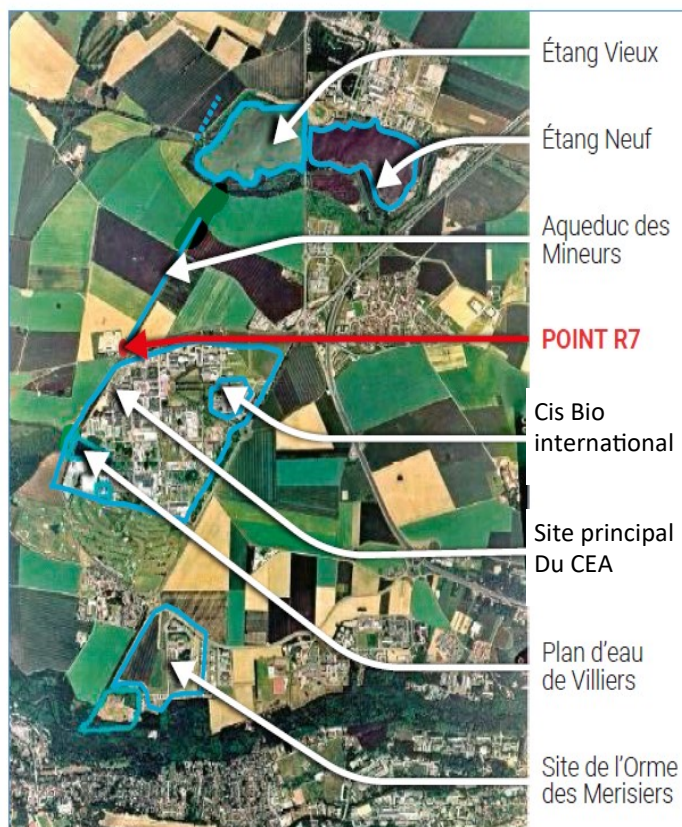 Étang Vieux
Étang Neuf
Aqueduc des
Mineurs
POINT R7
Cis Bio
international
Site principal
Du CEA
Plan d'eau
de Villiers
Site de l'Orme
des Merisiers